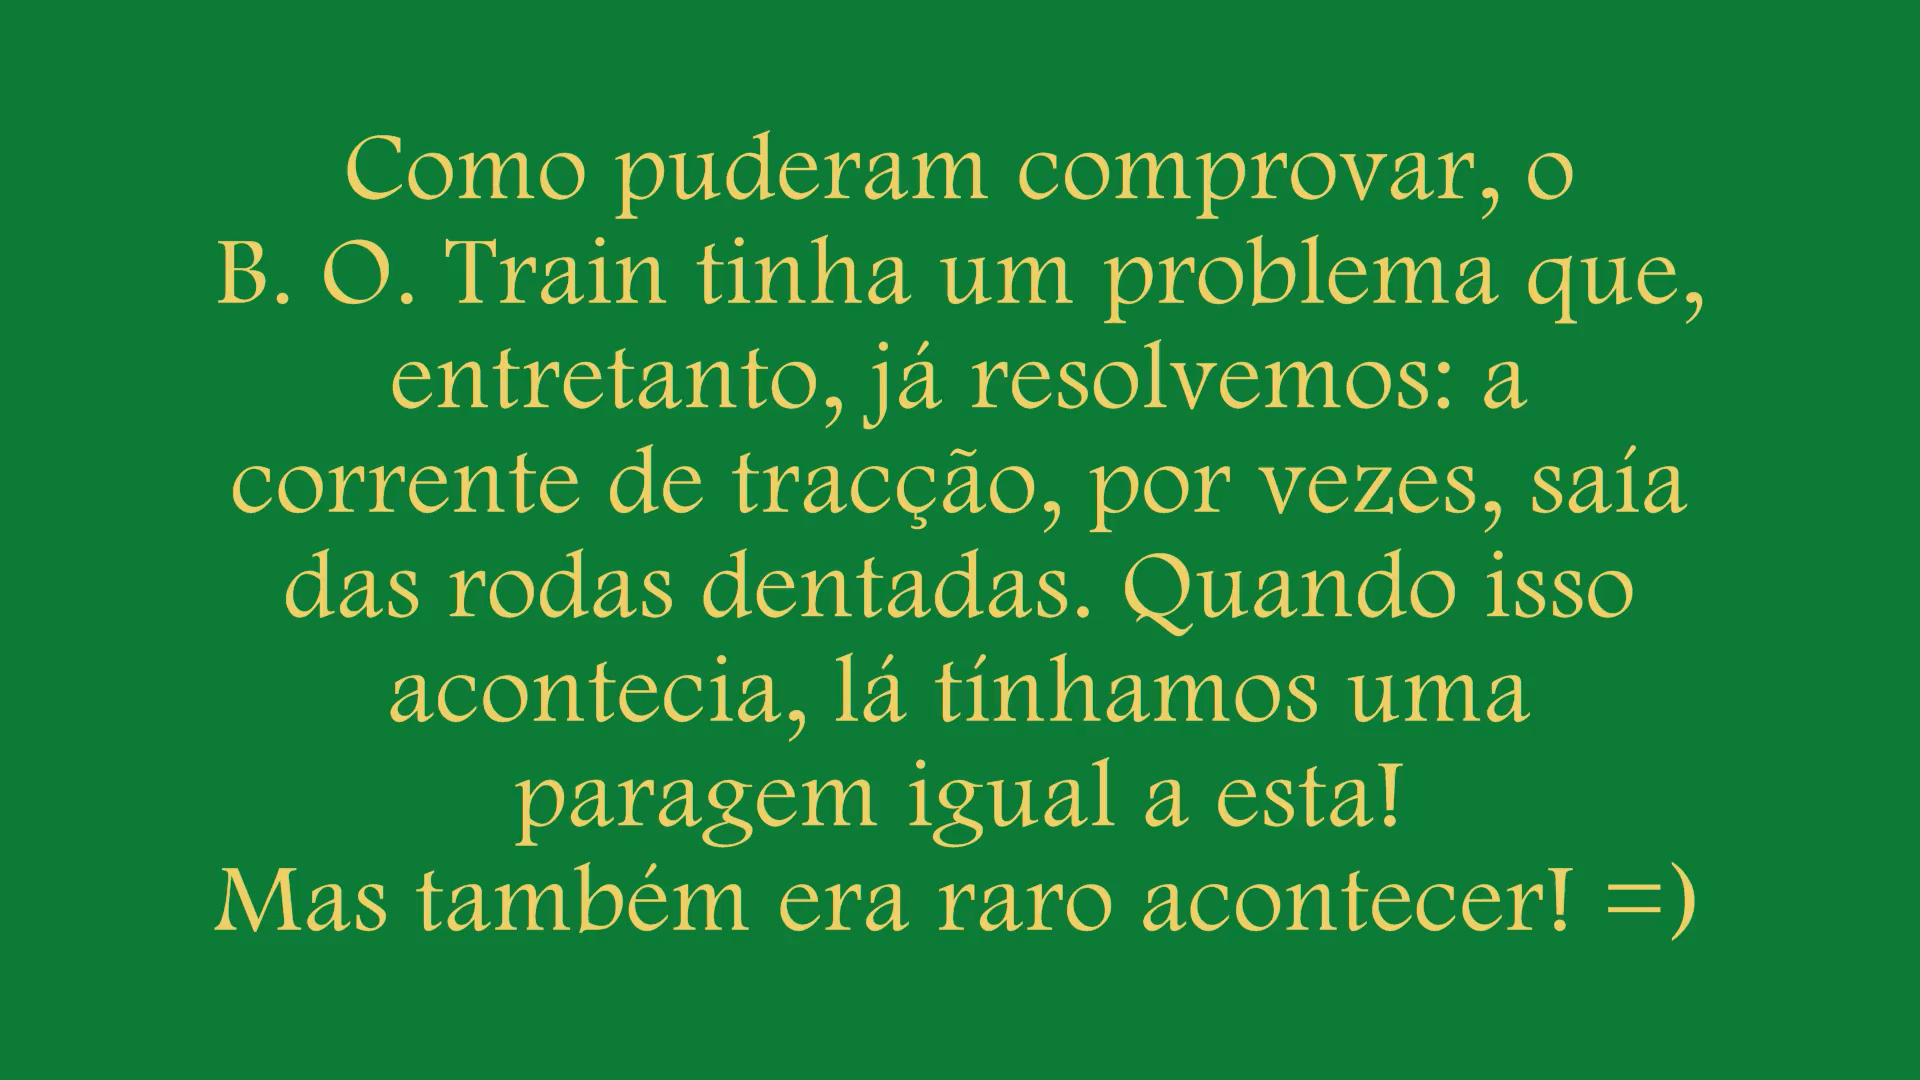 Como puderam comprovar, o
B. O. Train tinha um problema que,
entretanto, já resolvemos: a
corrente de tracção, por vezes, saía
das rodas dentadas. Quando isso
acontecia, lá tínhamos uma
paragem igual a esta!
Mas também era raro acontecer! =)